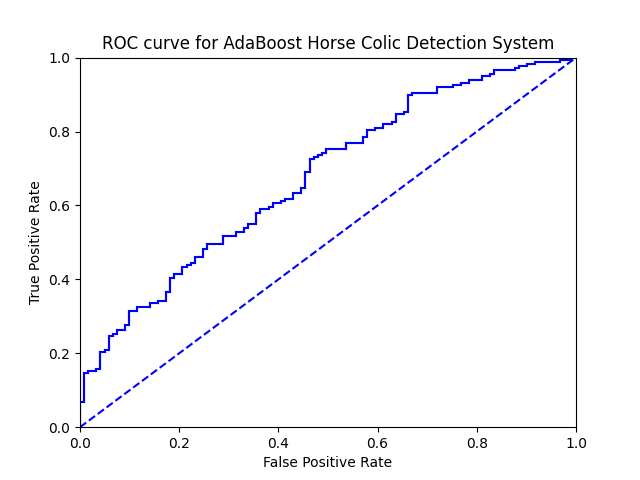 ROC curve for AdaBoost Horse Colic Detection System
1.0
0.8
0.6
0.4
0.2
0.0
True Positive Rate
0.0 0.2 0.4 0.6 0.8 1.0
False Positive Rate